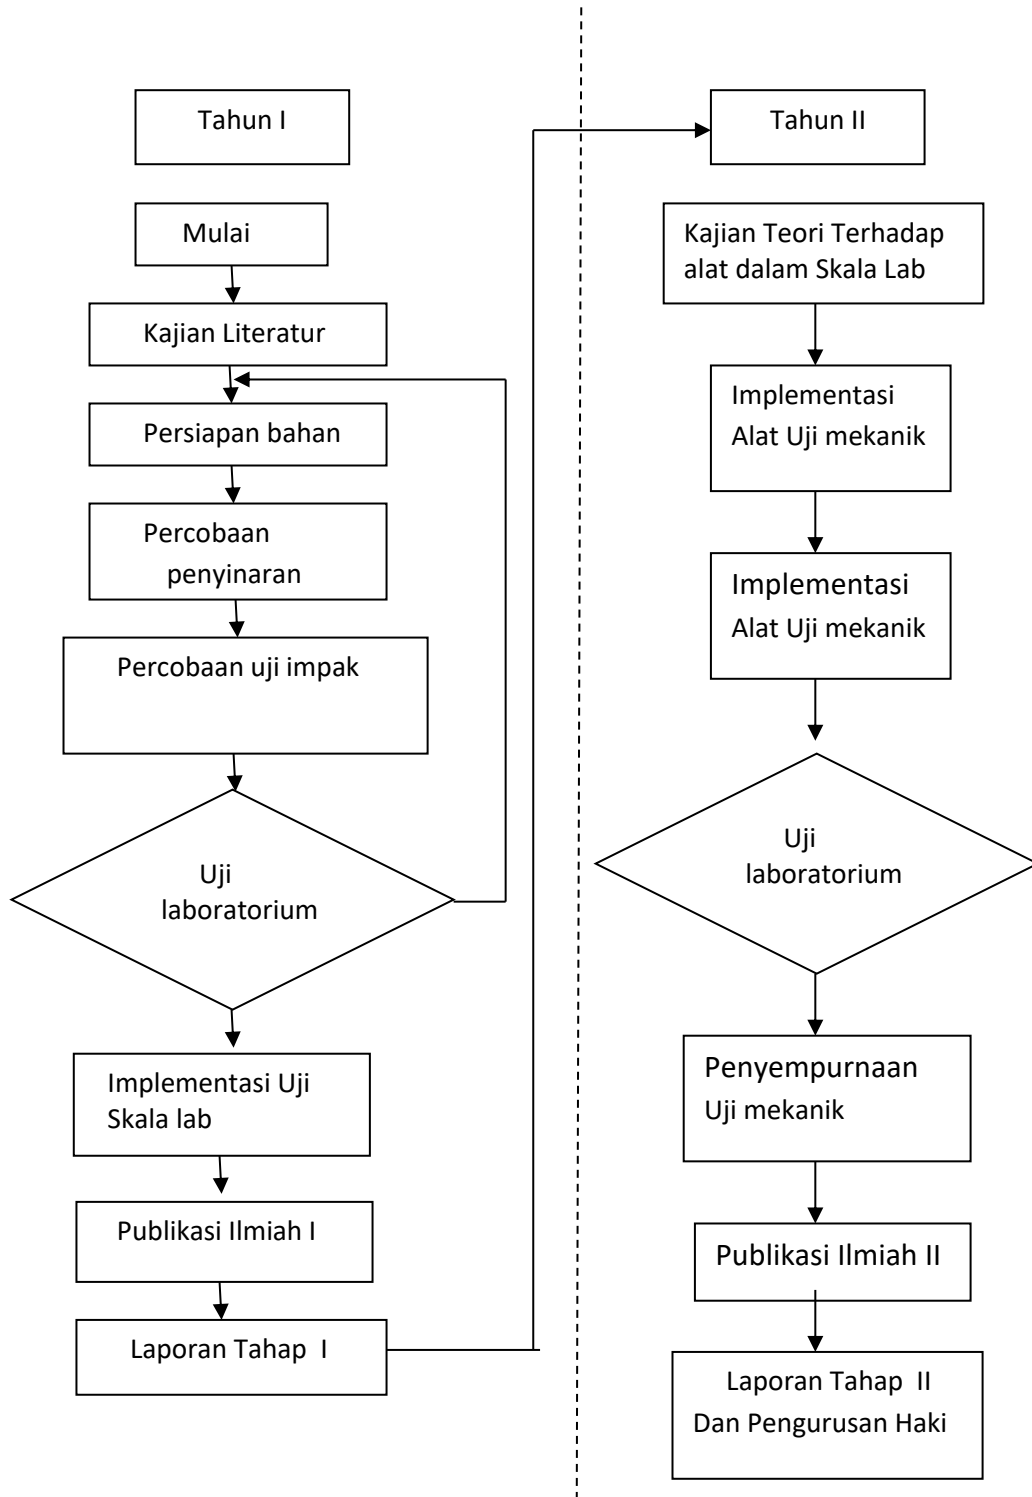 Tahun I
Mulai
Kajian Literatur
Persiapan bahan
Percobaan
penyinaran
Percobaan uji impak
Uji
laboratorium
Implementasi Uji
Skala lab
Publikasi Ilmiah I
Laporan Tahap I
Tahun II
Kajian Teori Terhadap
alat dalam Skala Lab
Implementasi
Alat Uji mekanik
Implementasi
Alat Uji mekanik
Uji
laboratorium
Penyempurnaan
Uji mekanik
Publikasi Ilmiah II
Laporan Tahap II
Dan Pengurusan Haki